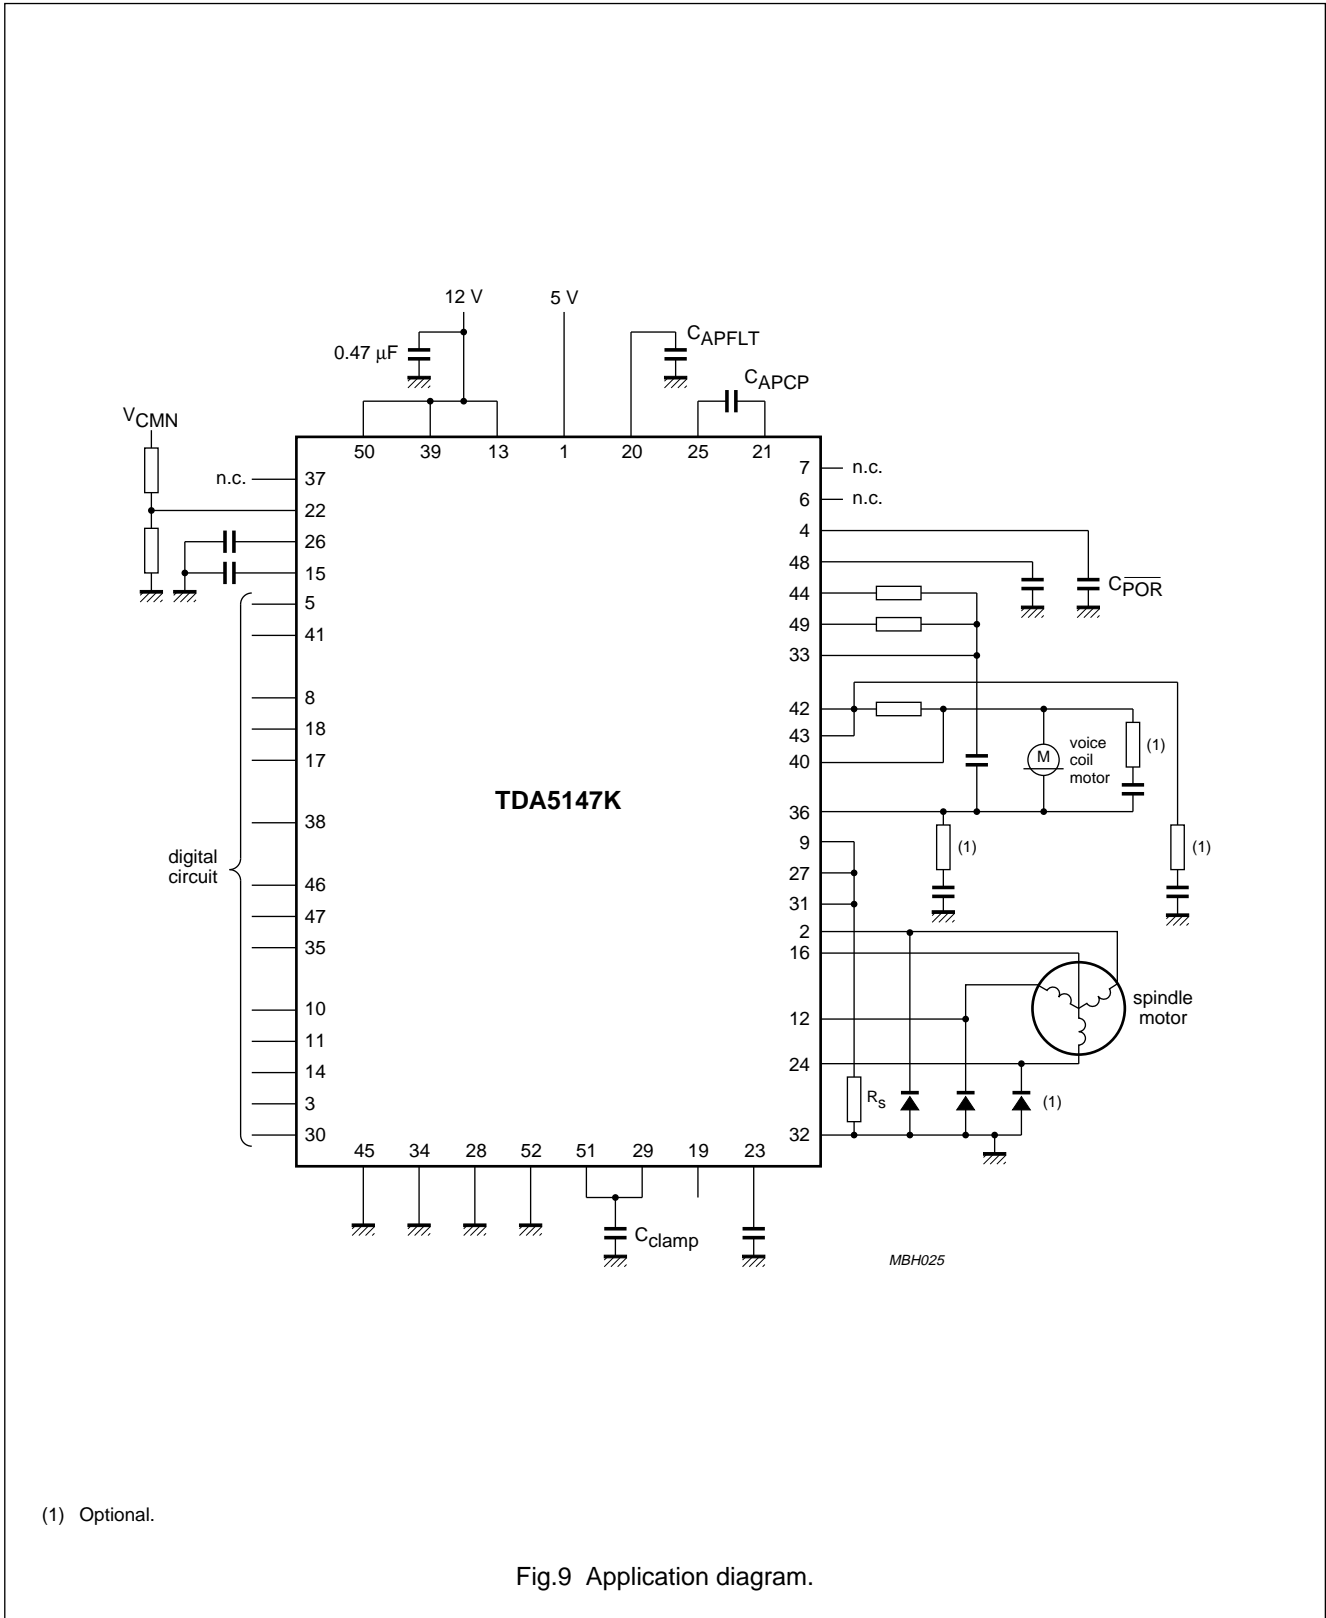 12 V
5 V
0.47 μF
CAPFLT
CAPCP
VCMN
50 39 13 1 20 25 21
n.c. 37
22
26
15
5
41
8
18
17
38
46
47
35
10
11
14
3
30
digital
circuit
TDA5147K
7 n.c.
6 n.c.
4
48
44
49
33
42
43
40
36
9
27
31
2
16
12
24
32
CPOR
M
voice
coil
motor
(1)
(1)
(1)
spindle
motor
Rs
(1)
45 34 28 52 51 29 19 23
Cclamp
MBH025
(1) Optional.
Fig.9 Application diagram.